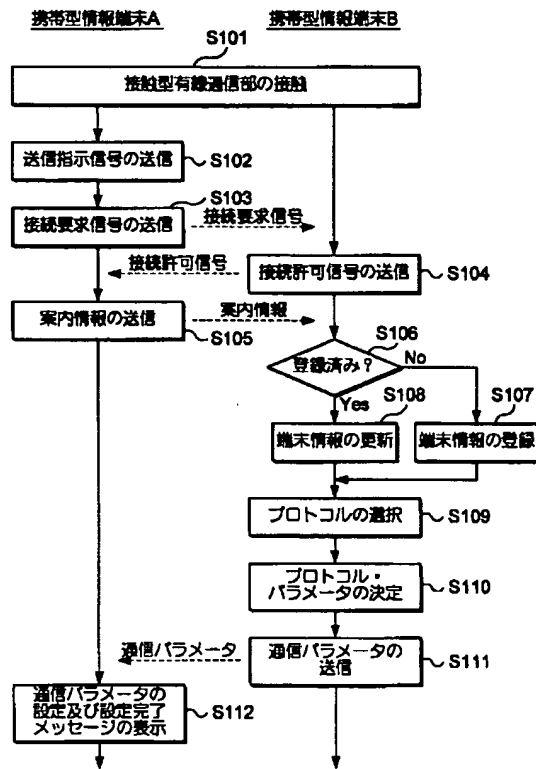 携帯型情報端末A
携帯型情報端末B
S101
接触型有線通信部の接触
送信指示信号の送信
S102
S103
接続要求信号の送信
接続要求信号
接続許可信号
接続許可信号の送信
S104
案内情報の送信
案内情報
S105
S106
登録済み?
No
Yes
S108
S107
端末情報の更新
端末情報の登録
プロトコルの選択
S109
プロトコル・
パラメータの決定
S110
通信パラメータ
通信パラメータの
送信
S111
通信パラメータの
設定及び設定完了
メッセージの表示
S112